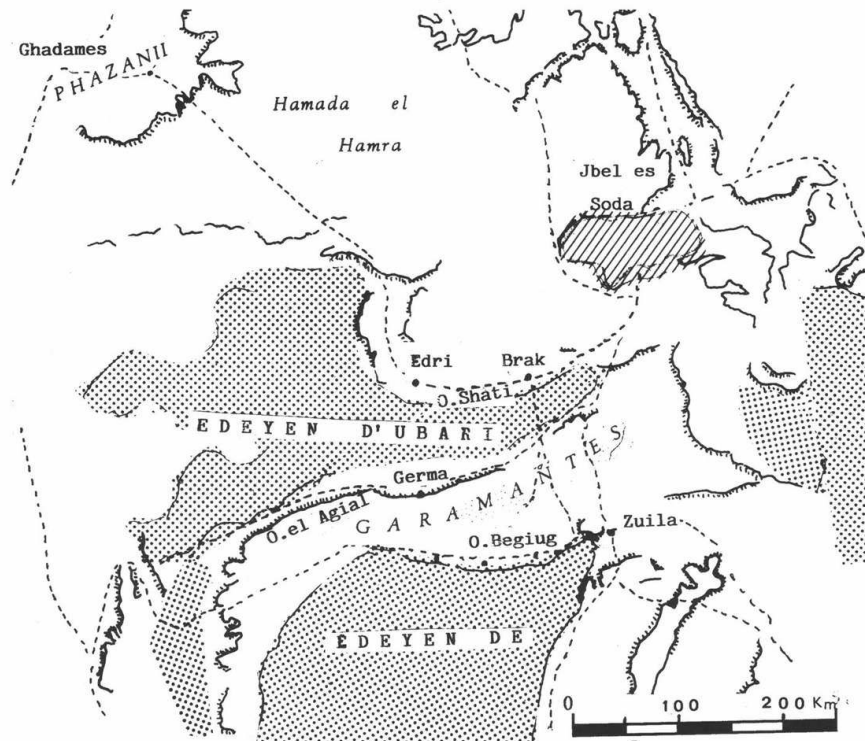 Ghadames
PHAZANII
Hamada el
Hamra
Jbel es
Soda
Edri
Brak
O.Shati
EDEYEN D'UBARI
Germa
O.el Agial
GARAMANTES
O.Begiug
Zuila
EDEYEN DE
0 100 200 Km